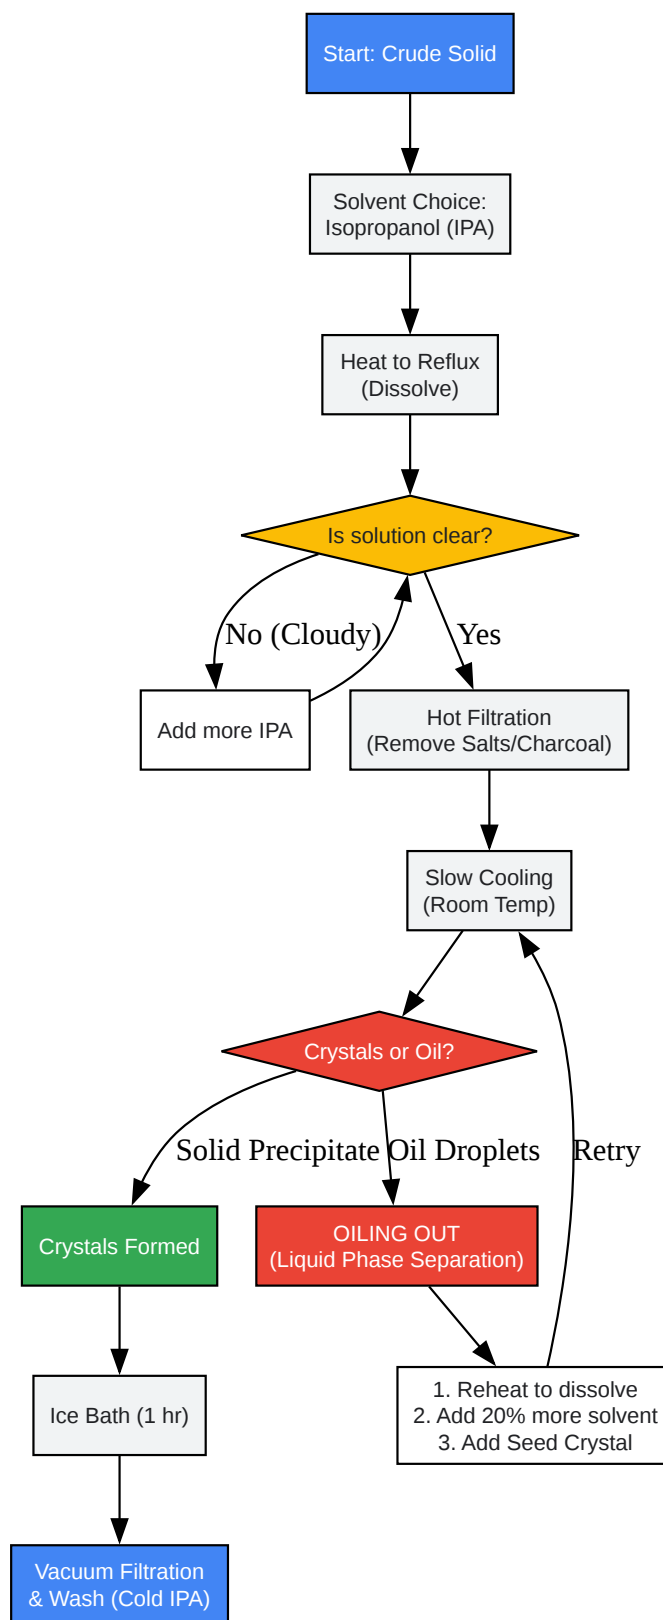 Start: Crude Solid
Solvent Choice:
Isopropanol (IPA)
Heat to Reflux
(Dissolve)
Is solution clear?
No (Cloudy)
Yes
Add more IPA
Hot Filtration
(Remove Salts/Charcoal)
Slow Cooling
(Room Temp)
Crystals or Oil?
Solid Precipitate
Oil Droplets
Retry
Crystals Formed
OILING OUT
(Liquid Phase Separation)
Ice Bath (1 hr)
1. Reheat to dissolve
2. Add 20% more solvent
3. Add Seed Crystal
Vacuum Filtration
& Wash (Cold IPA)